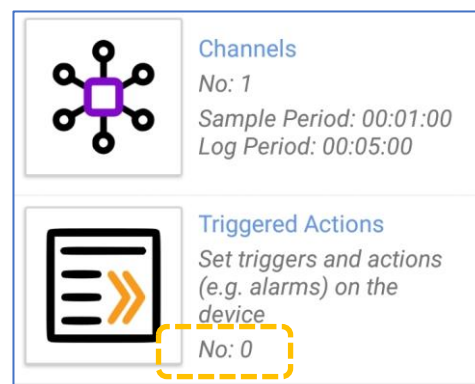 Channels
No: 1
Sample Period: 00:01:00
Log Period: 00:05:00
Triggered Actions
Set triggers and actions
(e.g. alarms) on the
device
No: 0